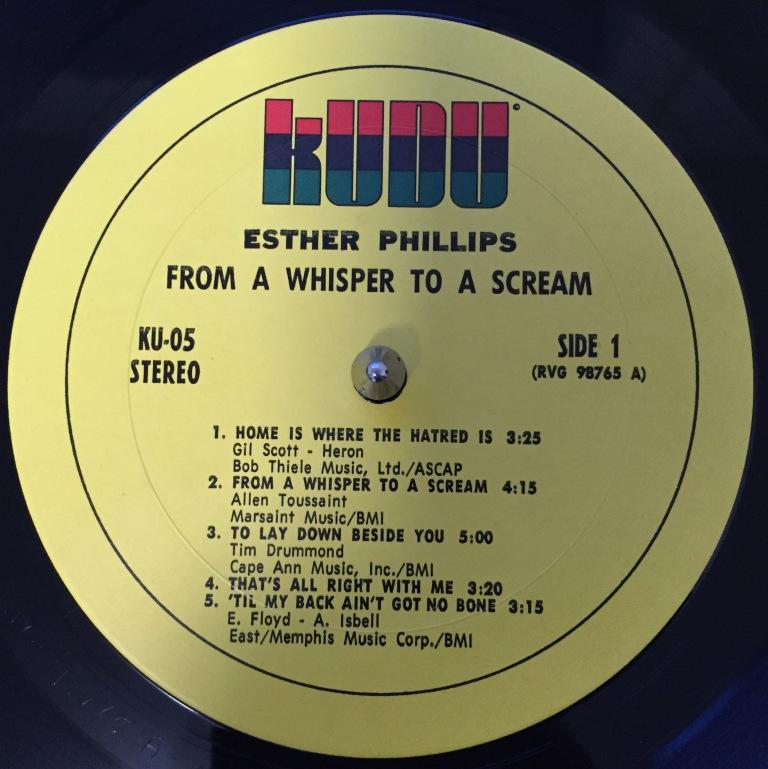 KUDU
ESTHER PHILLIPS
FROM A WHISPER TO A SCREAM
KU-05
STEREO
SIDE 1
(RVG 98765 A)
1. HOME IS WHERE THE HATRED IS 3:25
Gil Scott - Heron
Bob Thiele Music, Ltd./ASCAP
2. FROM A WHISPER TO A SCREAM 4:15
Allen Toussaint
Marsaint Music/BMI
3. TO LAY DOWN BESIDE YOU 5:00
Tim Drummond
Cape Ann Music, Inc./BMI
4. THAT'S ALL RIGHT WITH ME 3:20
5. 'TIL MY BACK AIN'T GOT NO BONE 3:15
E. Floyd - A. Isbell
East/Memphis Music Corp./BMI